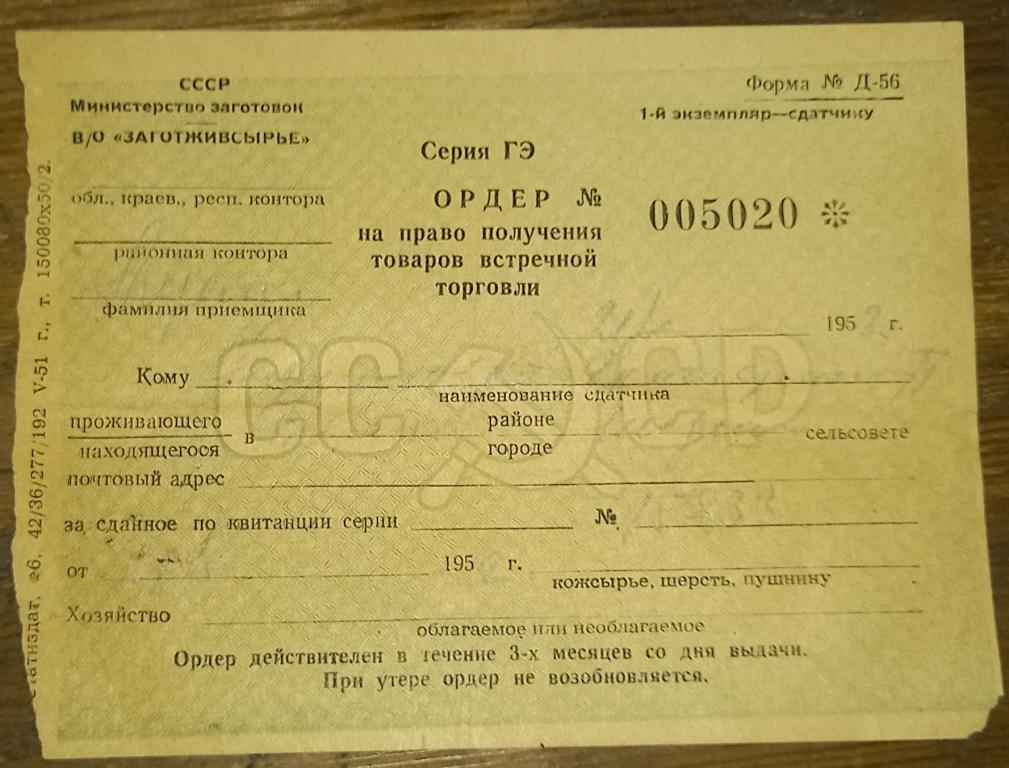 СССР
Министерство заготовок
В/О «ЗАГОТЖИВСЫРЬЕ»
обл., краев., респ. контора
районная контора
фамилия приемщика
Форма № Д-56
1-й экземпляр—сдатчику
Серия ГЭ
ОРДЕР № 005020 ※
на право получения
товаров встречной
торговли
195 г.
Кому
наименование сдатчика
проживающего
находящегося
в
районе
городе
сельсовете
почтовый адрес
за сданное по квитанции серии №
от 195 г.
кожсырье, шерсть, пушнину
Хозяйство
облагаемое или необлагаемое
Ордер действителен в течение 3-х месяцев со дня выдачи.
При утере ордер не возобновляется.
42/36/277/192 V-51 г., т. 150080х50/2.
СССР